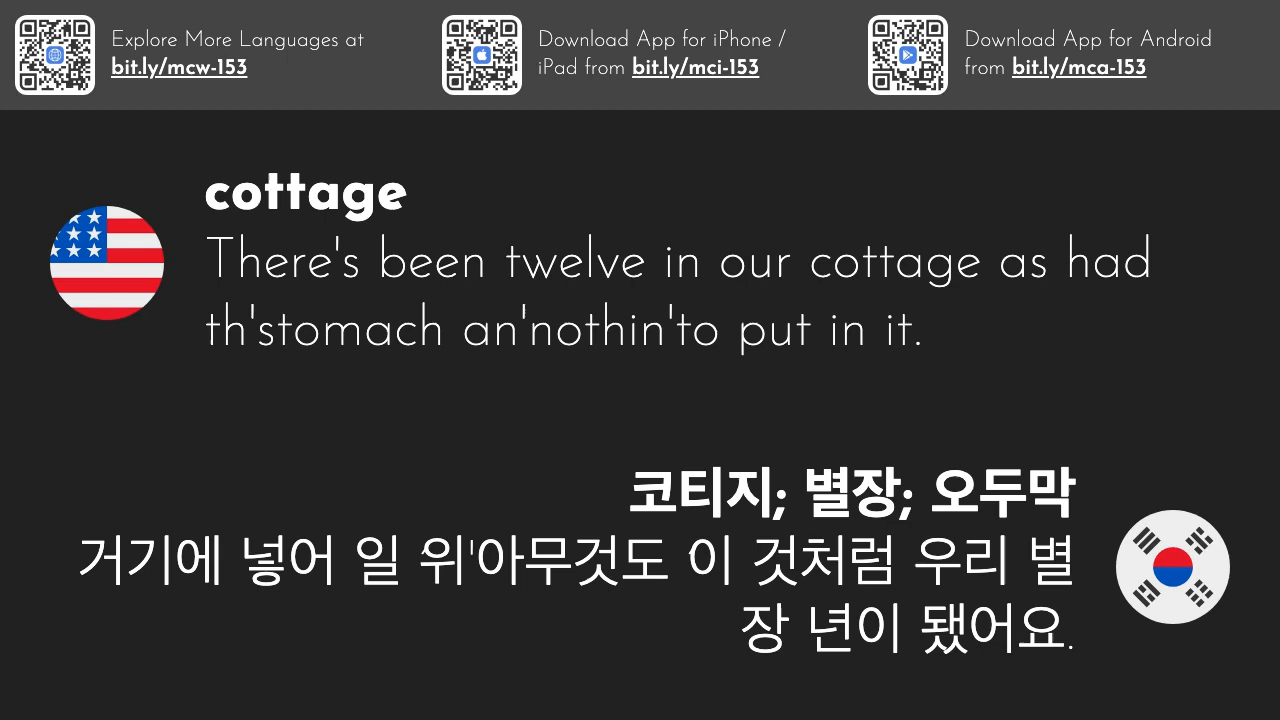 Explore More Languages at
bit.ly/mcw-153
Download App for iPhone /
iPad from bit.ly/mci-153
Download App for Android
from bit.ly/mca-153
cottage
There's been twelve in our cottage as had
th'stomach an'nothin'to put in it.
코티지; 별장; 오두막
거기에 넣어 일 위'아무것도 이 것처럼 우리 별
장 년이 됐어요.